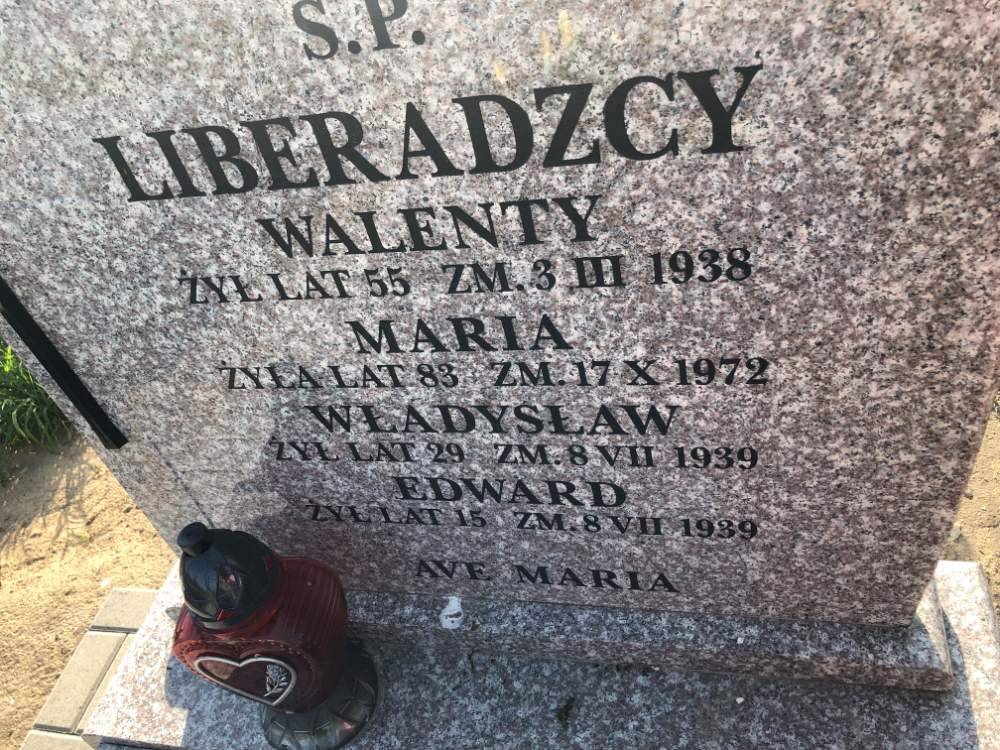 Ś.P.
LIBERADZCY
WALENTY
ŻYŁ LAT 55 ZM. 3 III 1938
MARIA
ŻYŁA LAT 83 ZM. 17 X 1972
WŁADYSŁAW
ŻYŁ LAT 29 ZM. 8 VII 1939
EDWARD
ŻYŁ LAT 15 ZM. 8 VII 1939
AVE MARIA